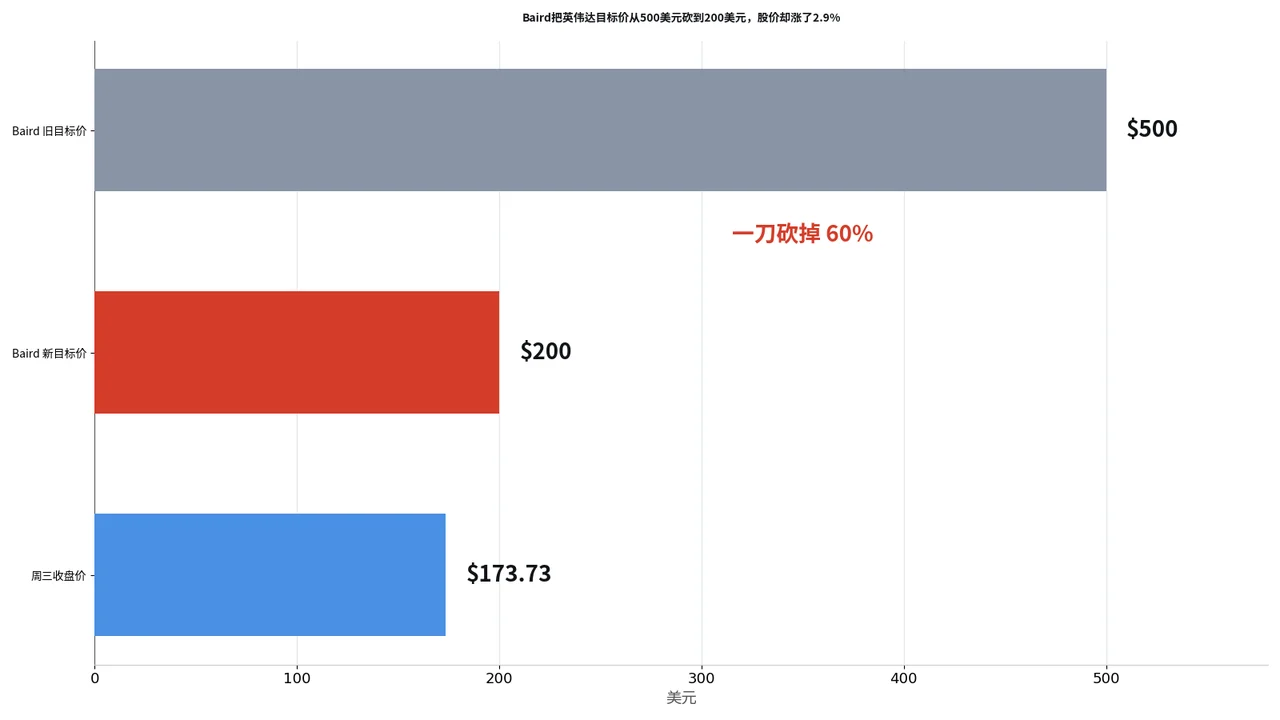 Baird把英伟达目标价从500美元砍到200美元，股价却涨了2.9%
Baird 旧目标价
$500
一刀砍掉 60%
Baird 新目标价
$200
周三收盘价
$173.73
0 100 200 300 400 500
美元